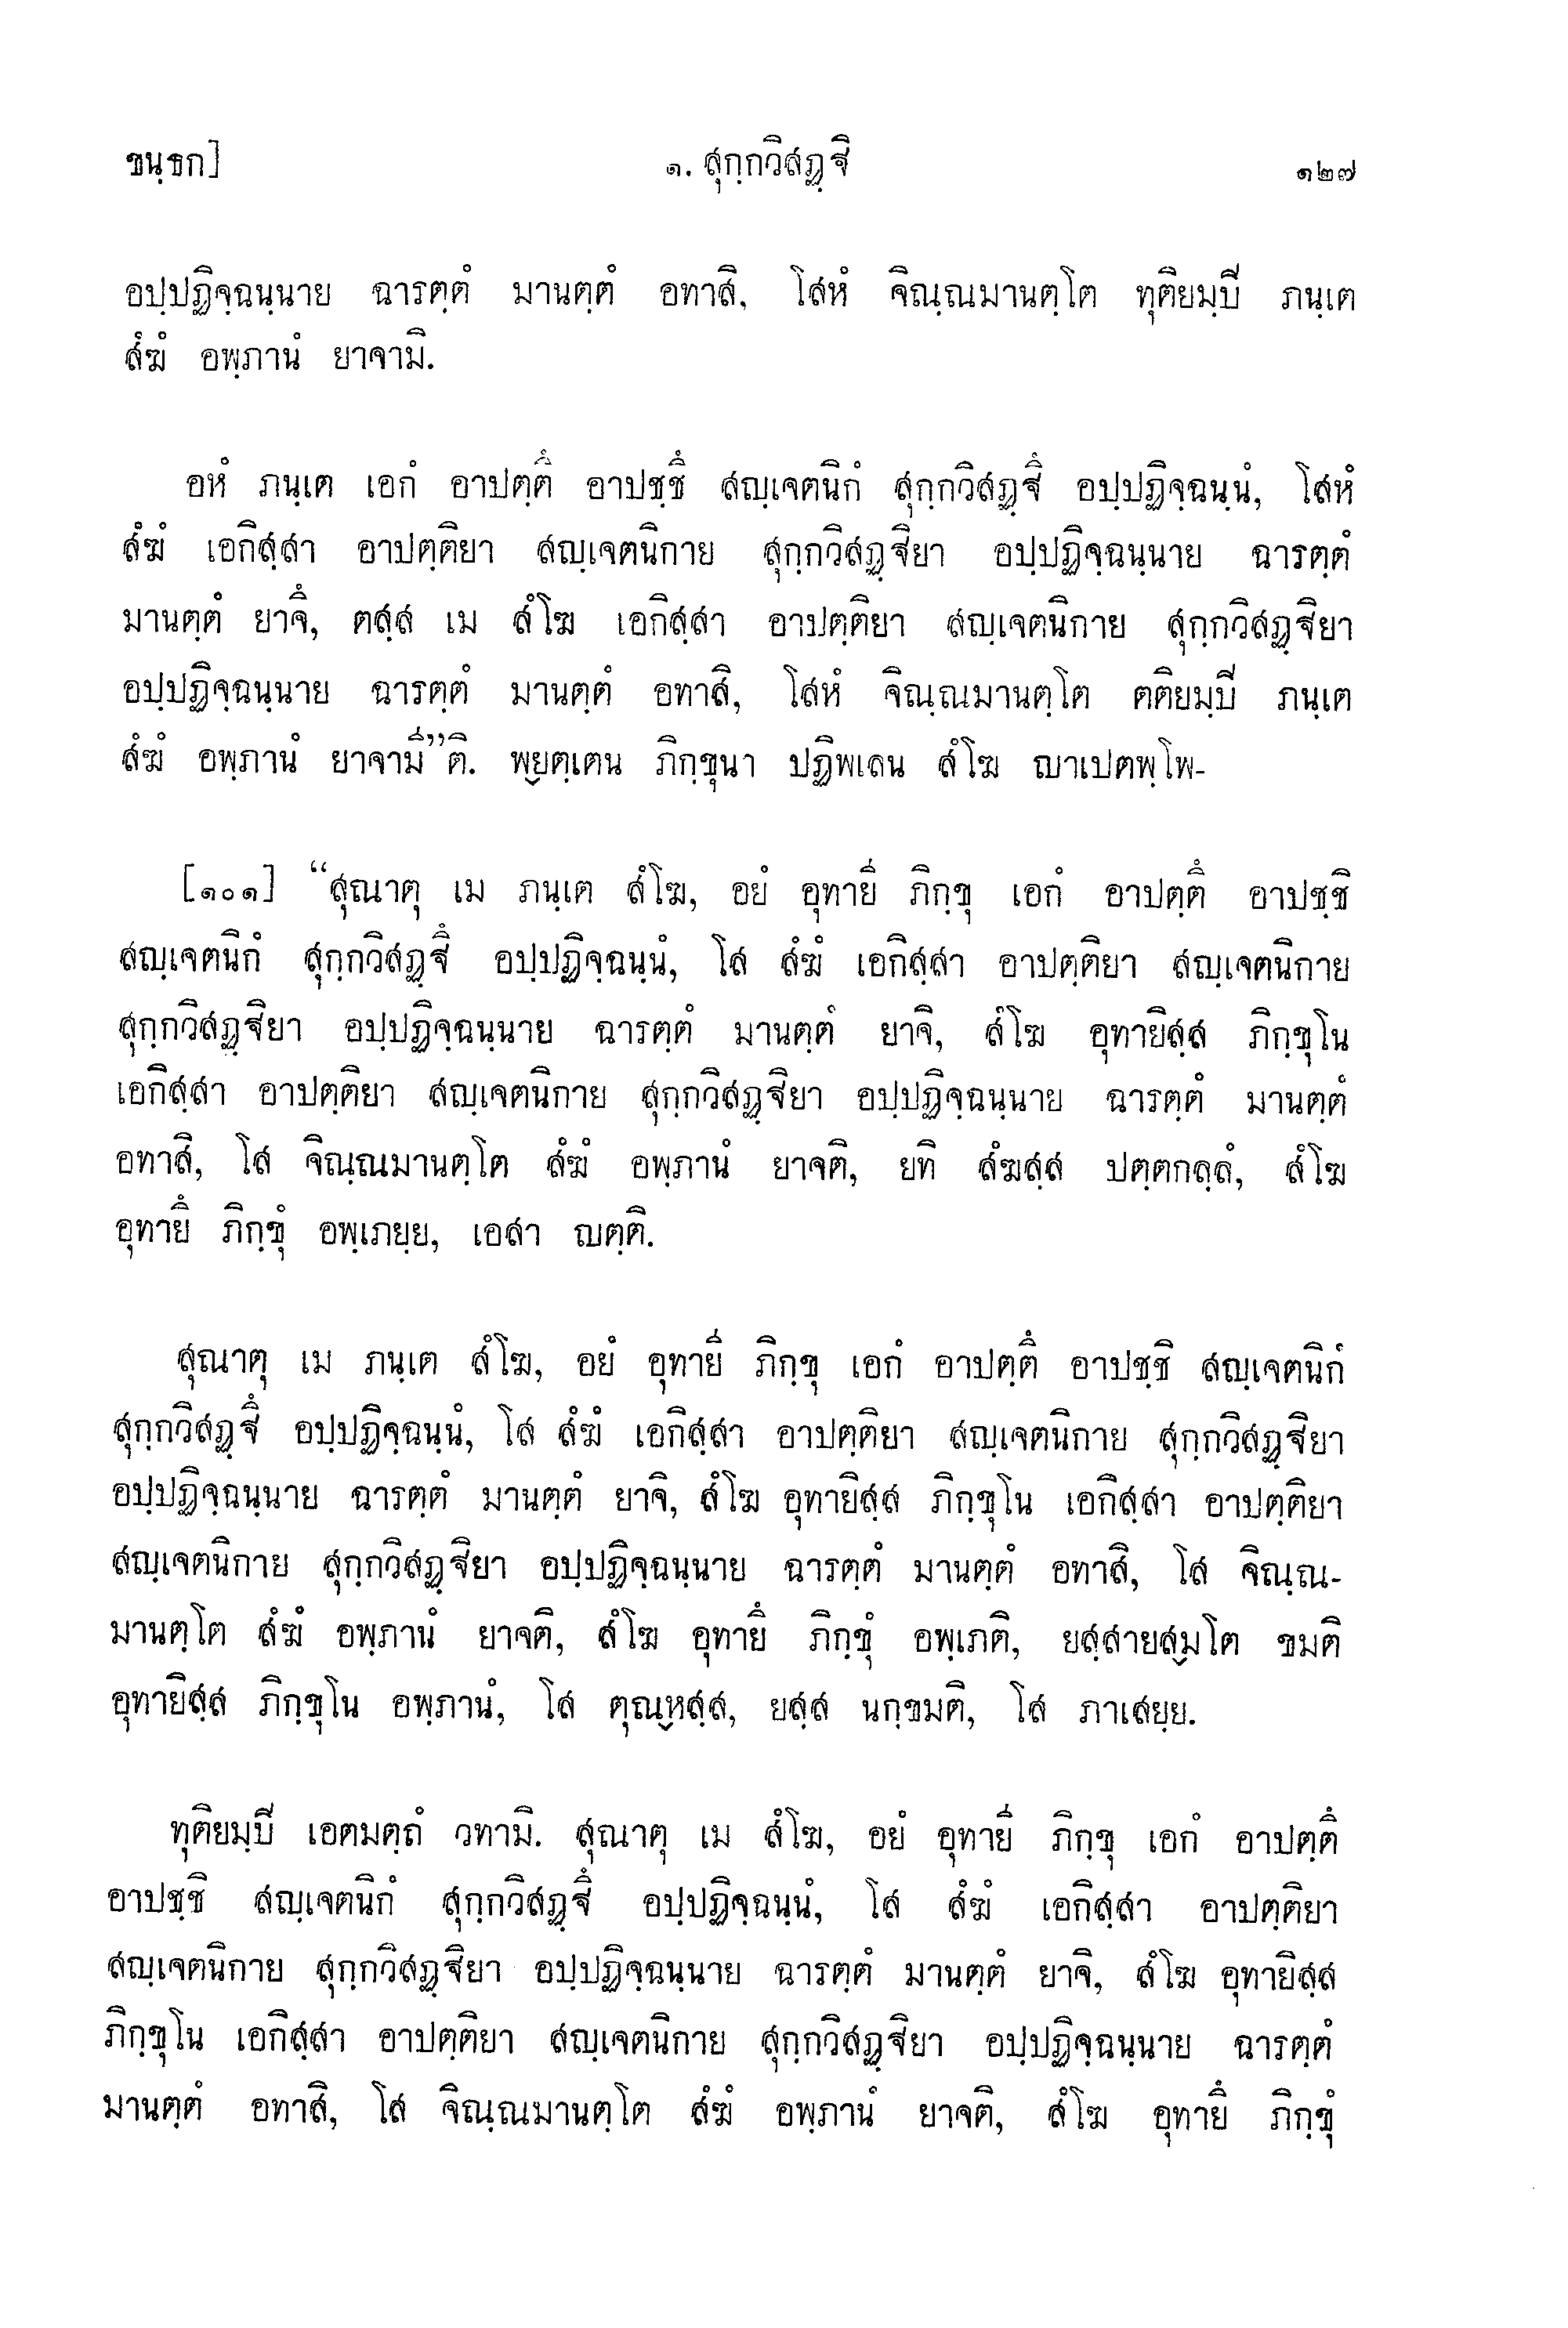 ขนฺธก] ๑. สุกฺกวิสฏฺฐิ ๑๒๗
อปฺปฏิจฺฉนฺนาย ฉารตฺตํ มานตฺตํ อทาสิ, โสหํ จิณฺณมานตฺโต ทุติยมฺปี ภนฺเต
สํฆํ อพฺภานํ ยาจามิ.
อหํ ภนฺเต เอกํ อาปตฺตึ อาปชฺชึ สญฺเจตนิกํ สุกฺกวิสฏฺฐึ อปฺปฏิจฺฉนฺนํ, โสหํ
สํฆํ เอกิสฺสา อาปตฺติยา สญฺเจตนิกาย สุกฺกวิสฏฺฐิยา อปฺปฏิจฺฉนฺนาย ฉารตฺตํ
มานตฺตํ ยาจึ, ตสฺส เม สํโฆ เอกิสฺสา อาปตฺติยา สญฺเจตนิกาย สุกฺกวิสฏฺฐิยา
อปฺปฏิจฺฉนฺนาย ฉารตฺตํ มานตฺตํ อทาสิ, โสหํ จิณฺณมานตฺโต ตติยมฺปี ภนฺเต
สํฆํ อพฺภานํ ยาจามี่”ติ. พฺยตฺเตน ภิกฺขุนา ปฏิพเลน สํโฆ ญาเปตพฺโพ-
[๑๐๑] “สุณาตุ เม ภนฺเต สํโฆ, อยํ อุทายี่ ภิกฺขุ เอกํ อาปตฺตึ อาปชฺชิ
สญฺเจตนิกํ สุกฺกวิสฏฺฐึ อปฺปฏิจฺฉนฺนํ, โส สํฆํ เอกิสฺสา อาปตฺติยา สญฺเจตนิกาย
สุกฺกวิสฏฺฐิยา อปฺปฏิจฺฉนฺนาย ฉารตฺตํ มานตฺตํ ยาจิ, สํโฆ อุทายิสฺส ภิกฺขุโน
เอกิสฺสา อาปตฺติยา สญฺเจตนิกาย สุกฺกวิสฏฺฐิยา อปฺปฏิจฺฉนฺนาย ฉารตฺตํ มานตฺตํ
อทาสิ, โส จิณฺณมานตฺโต สํฆํ อพฺภานํ ยาจติ, ยทิ สํฆสฺส ปตฺตกลฺลํ, สํโฆ
อุทายึ ภิกฺขุํ อพฺเภยฺย, เอสา ญตฺติ.
สุณาตุ เม ภนฺเต สํโฆ, อยํ อุทายี่ ภิกฺขุ เอกํ อาปตฺตึ อาปชฺชิ สญฺเจตนิกํ
สุกฺกวิสฏฺฐึ อปฺปฏิจฺฉนฺนํ, โส สํฆํ เอกิสฺสา อาปตฺติยา สญฺเจตนิกาย สุกฺกวิสฏฺฐิยา
อปฺปฏิจฺฉนฺนาย ฉารตฺตํ มานตฺตํ ยาจิ, สํโฆ อุทายิสฺส ภิกฺขุโน เอกิสฺสา อาปตฺติยา
สญฺเจตนิกาย สุกฺกวิสฏฺฐิยา อปฺปฏิจฺฉนฺนาย ฉารตฺตํ มานตฺตํ อทาสิ, โส จิณฺณ-
มานตฺโต สํฆํ อพฺภานํ ยาจติ, สํโฆ อุทายึ ภิกฺขุํ อพฺเภติ, ยสฺสายสฺมโต ขมติ
อุทายิสฺส ภิกฺขุโน อพฺภานํ, โส ตุณฺหสฺส, ยสฺส นกฺขมติ, โส ภาเสยฺย.
ทุติยมฺปี เอตมตฺถํ วทามิ. สุณาตุ เม สํโฆ, อยํ อุทายี่ ภิกฺขุ เอกํ อาปตฺตึ
อาปชฺชิ สญฺเจตนิกํ สุกฺกวิสฏฺฐึ อปฺปฏิจฺฉนฺนํ, โส สํฆํ เอกิสฺสา อาปตฺติยา
สญฺเจตนิกาย สุกฺกวิสฏฺฐิยา อปฺปฏิจฺฉนฺนาย ฉารตฺตํ มานตฺตํ ยาจิ, สํโฆ อุทายิสฺส
ภิกฺขุโน เอกิสฺสา อาปตฺติยา สญฺเจตนิกาย สุกฺกวิสฏฺฐิยา อปฺปฏิจฺฉนฺนาย ฉารตฺตํ
มานตฺตํ อทาสิ, โส จิณฺณมานตฺโต สํฆํ อพฺภานํ ยาจติ, สํโฆ อุทายึ ภิกฺขุํ